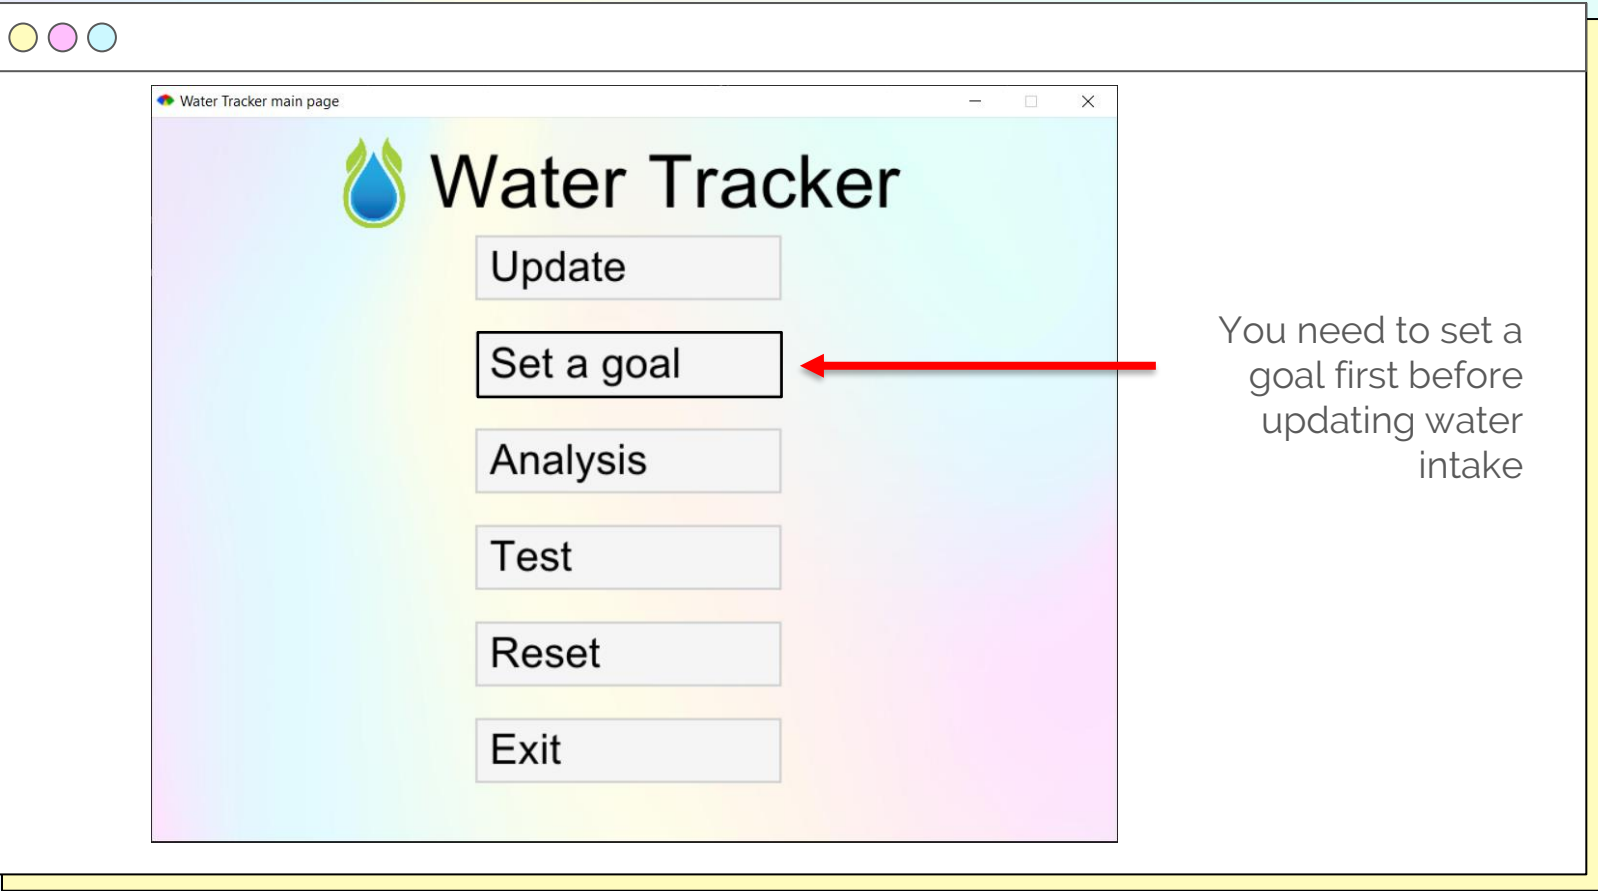 Water Tracker main page
Water Tracker
Update
Set a goal
Analysis
Test
Reset
Exit
You need to set a
goal first before
updating water
intake